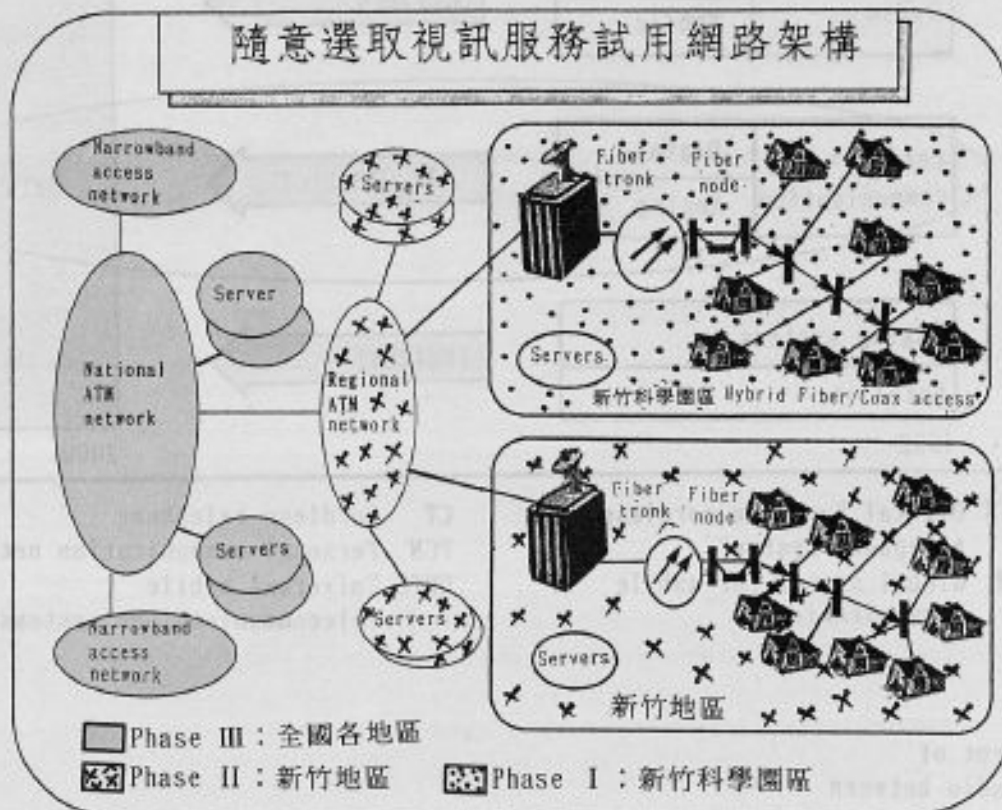 隨意選取視訊服務試用網路架構
Narrowband
access
network
Servers
Server
National
ATM
network
Regional
ATM
network
Servers
Narrowband
access
network
Servers
Fiber
tronk
Fiber
node
Servers
新竹科學園區 Hybrid Fiber/Coax access
Fiber
tronk
Fiber
node
Servers
新竹地區
Phase III：全國各地區
Phase II：新竹地區
Phase I：新竹科學園區